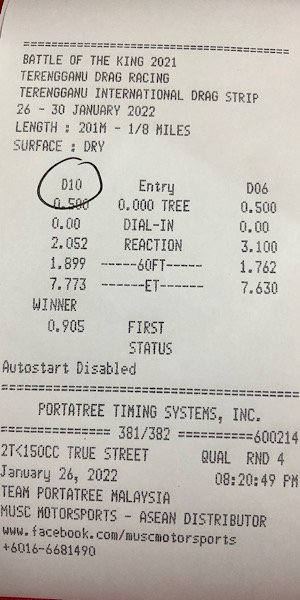 BATTLE OF THE KING 2021
TERENGGANU DRAG RACING
TERENGGANU INTERNATIONAL DRAG STRIP
26 - 30 JANUARY 2022
LENGTH : 201M - 1/8 MILES
SURFACE : DRY
D10 Entry D06
0.500 0.000 TREE 0.500
0.00 DIAL-IN 0.00
2.052 REACTION 3.100
1.899 -----60FT----- 1.762
7.773 ------ET------ 7.630
WINNER
0.905 FIRST
STATUS
Autostart Disabled
PORTATREE TIMING SYSTEMS, INC.
=============== 381/382 ==========600214
2T<150CC TRUE STREET QUAL RND 4
January 26, 2022 08:20:49 PM
TEAM PORTATREE MALAYSIA
MUSC MOTORSPORTS - ASEAN DISTRIBUTOR
www.facebook.com/muscmotorsports
+6016-6681490